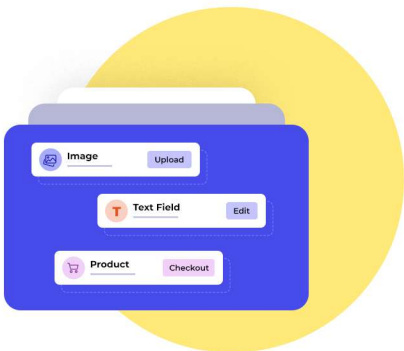 Image
Upload
T
Text Field
Edit
Product
Checkout